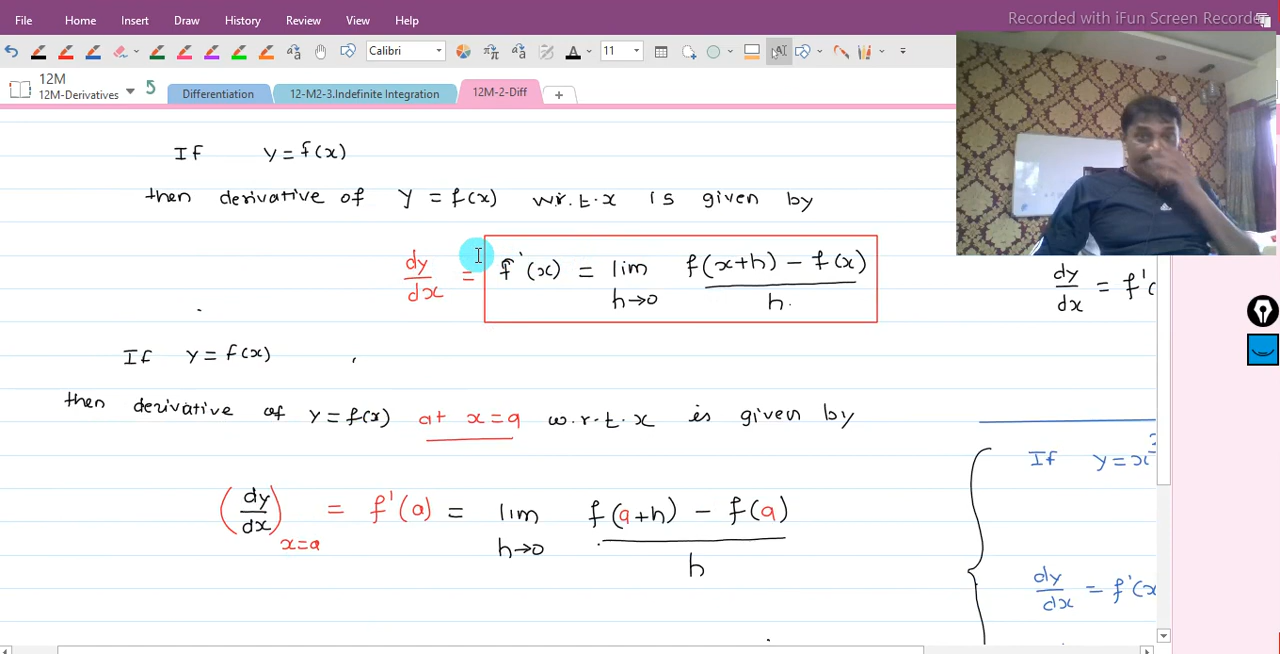 File Home Insert Draw History Review View Help
Recorded with iFun Screen Recorde
Calibri 11
12M
12M-Derivatives
Differentiation 12-M2-3.Indefinite Integration 12M-2-Diff
If y = f(x)
then derivative of y = f(x) w.r.t.x is given by
dy/dx = f'(x) = lim h→0 f(x+h) − f(x) / h
dy/dx = f'(
If y = f(x)
then derivative of y = f(x) at x = a w.r.t.x is given by
If y = x
(dy/dx) x=a = f'(a) = lim h→0 f(a+h) − f(a) / h
dy/dx = f'(x